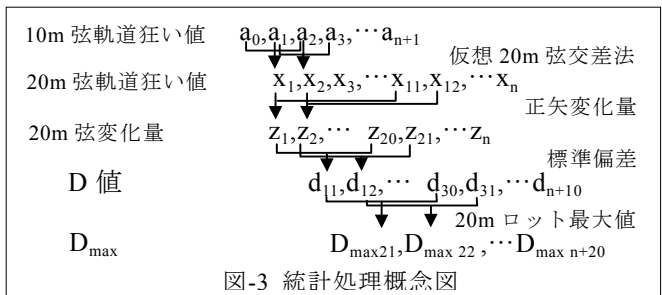 10m 弦軌道狂い値 a0,a1,a2,a3,…an+1
仮想 20m 弦交差法
20m 弦軌道狂い値 x1,x2,x3,…x11,x12,…xn
正矢変化量
20m 弦変化量 z1,z2,… z20,z21,…zn
標準偏差
D 値 d11,d12,… d30,d31,…dn+10
20m ロット最大値
Dmax Dmax21,Dmax 22 ,…Dmax n+20
図-3 統計処理概念図